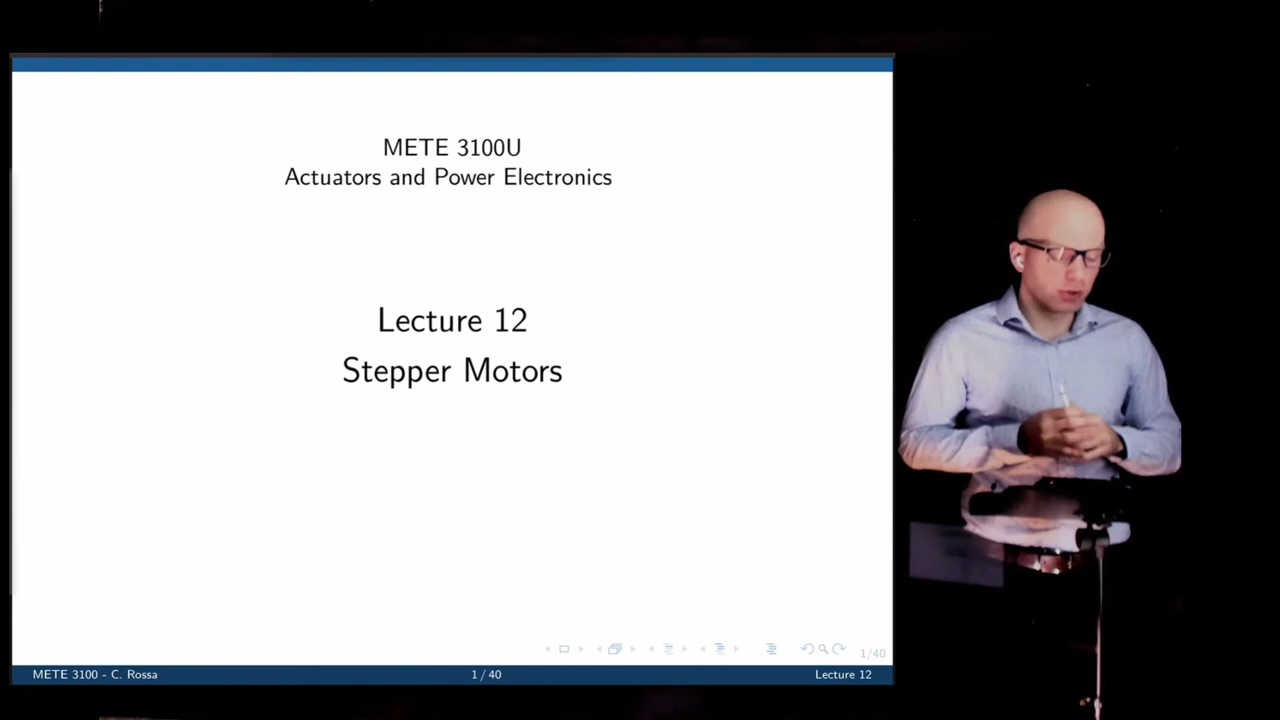 METE 3100U
Actuators and Power Electronics
Lecture 12
Stepper Motors
1/40
METE 3100 - C. Rossa
1 / 40
Lecture 12